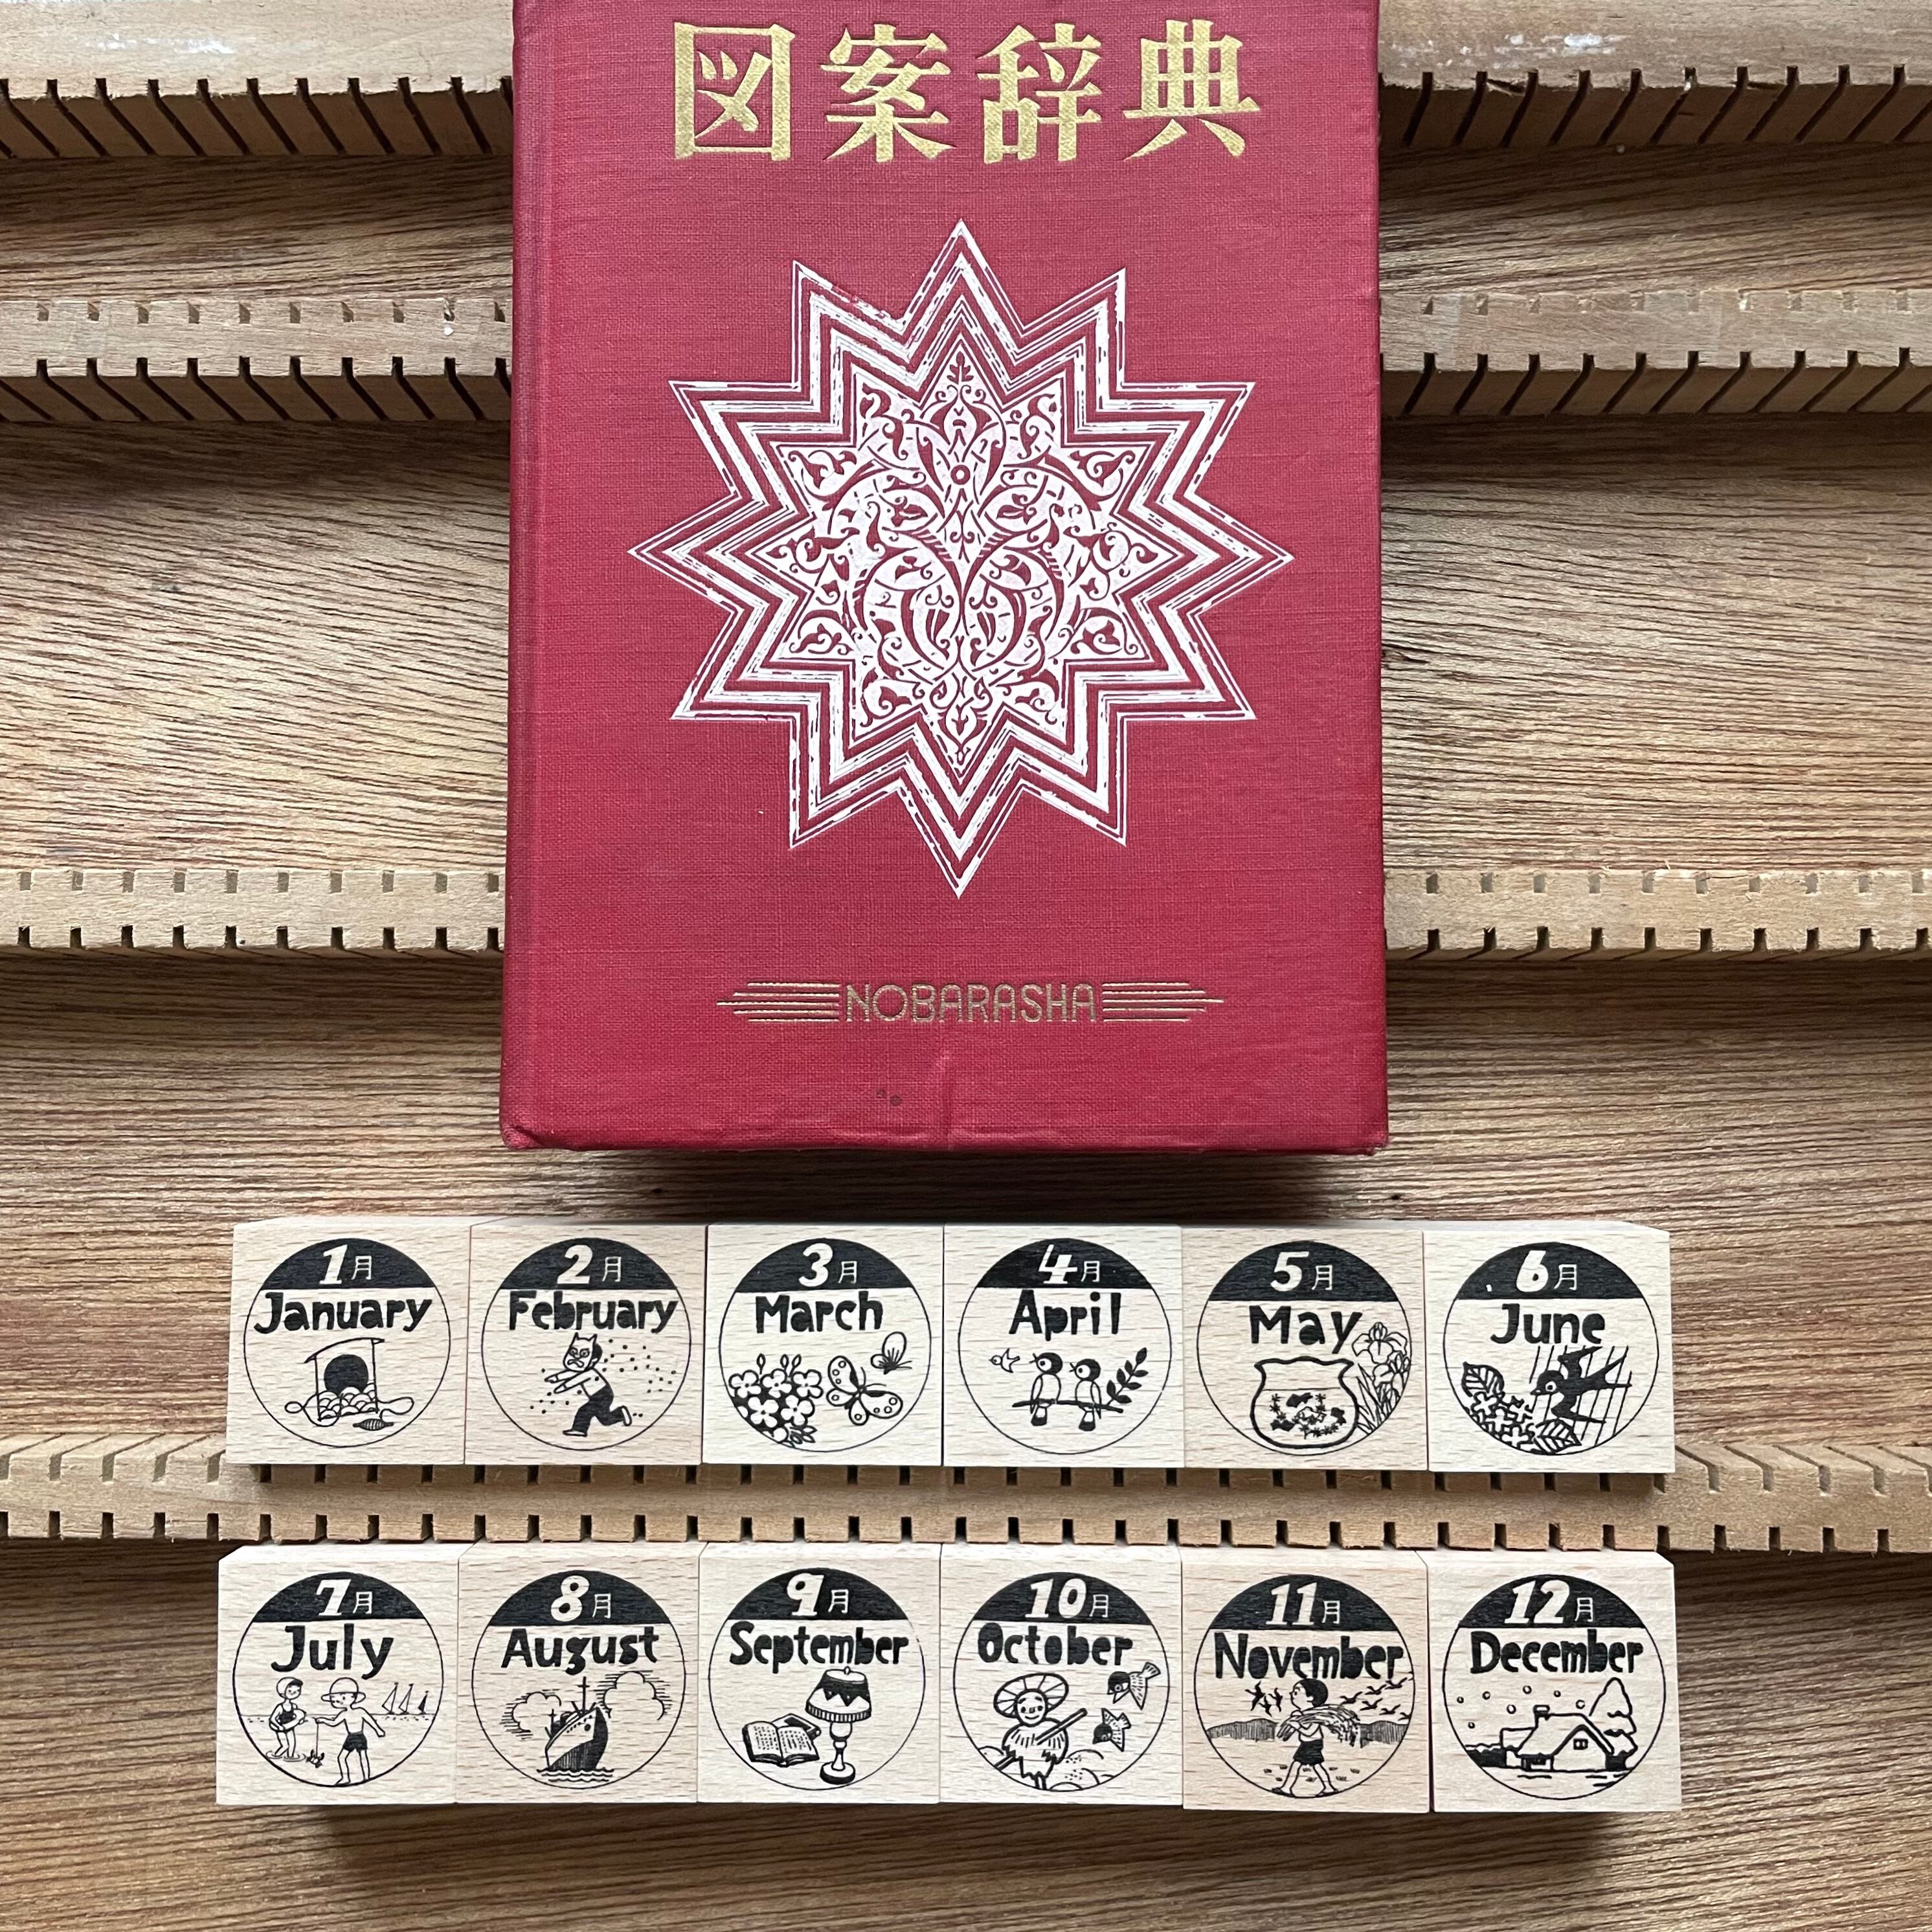 図案辞典
NOBARASHA
1月
January
2月
February
3月
March
4月
April
5月
May
6月
June
7月
July
8月
August
9月
September
10月
October
11月
November
12月
December